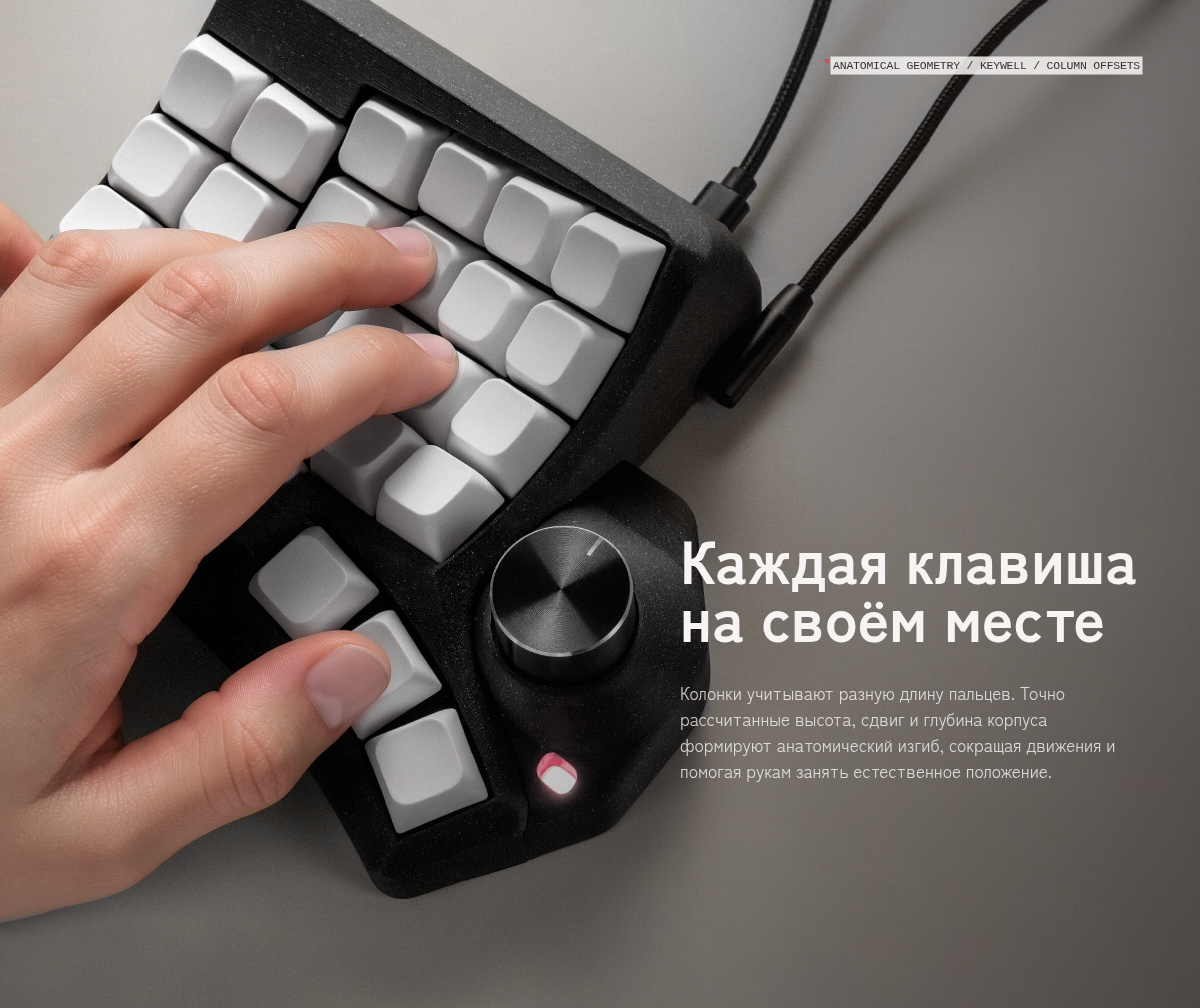 ANATOMICAL GEOMETRY / KEYWELL / COLUMN OFFSETS
Каждая клавиша
на своём месте
Колонки учитывают разную длину пальцев. Точно
рассчитанные высота, сдвиг и глубина корпуса
формируют анатомический изгиб, сокращая движения и
помогая рукам занять естественное положение.